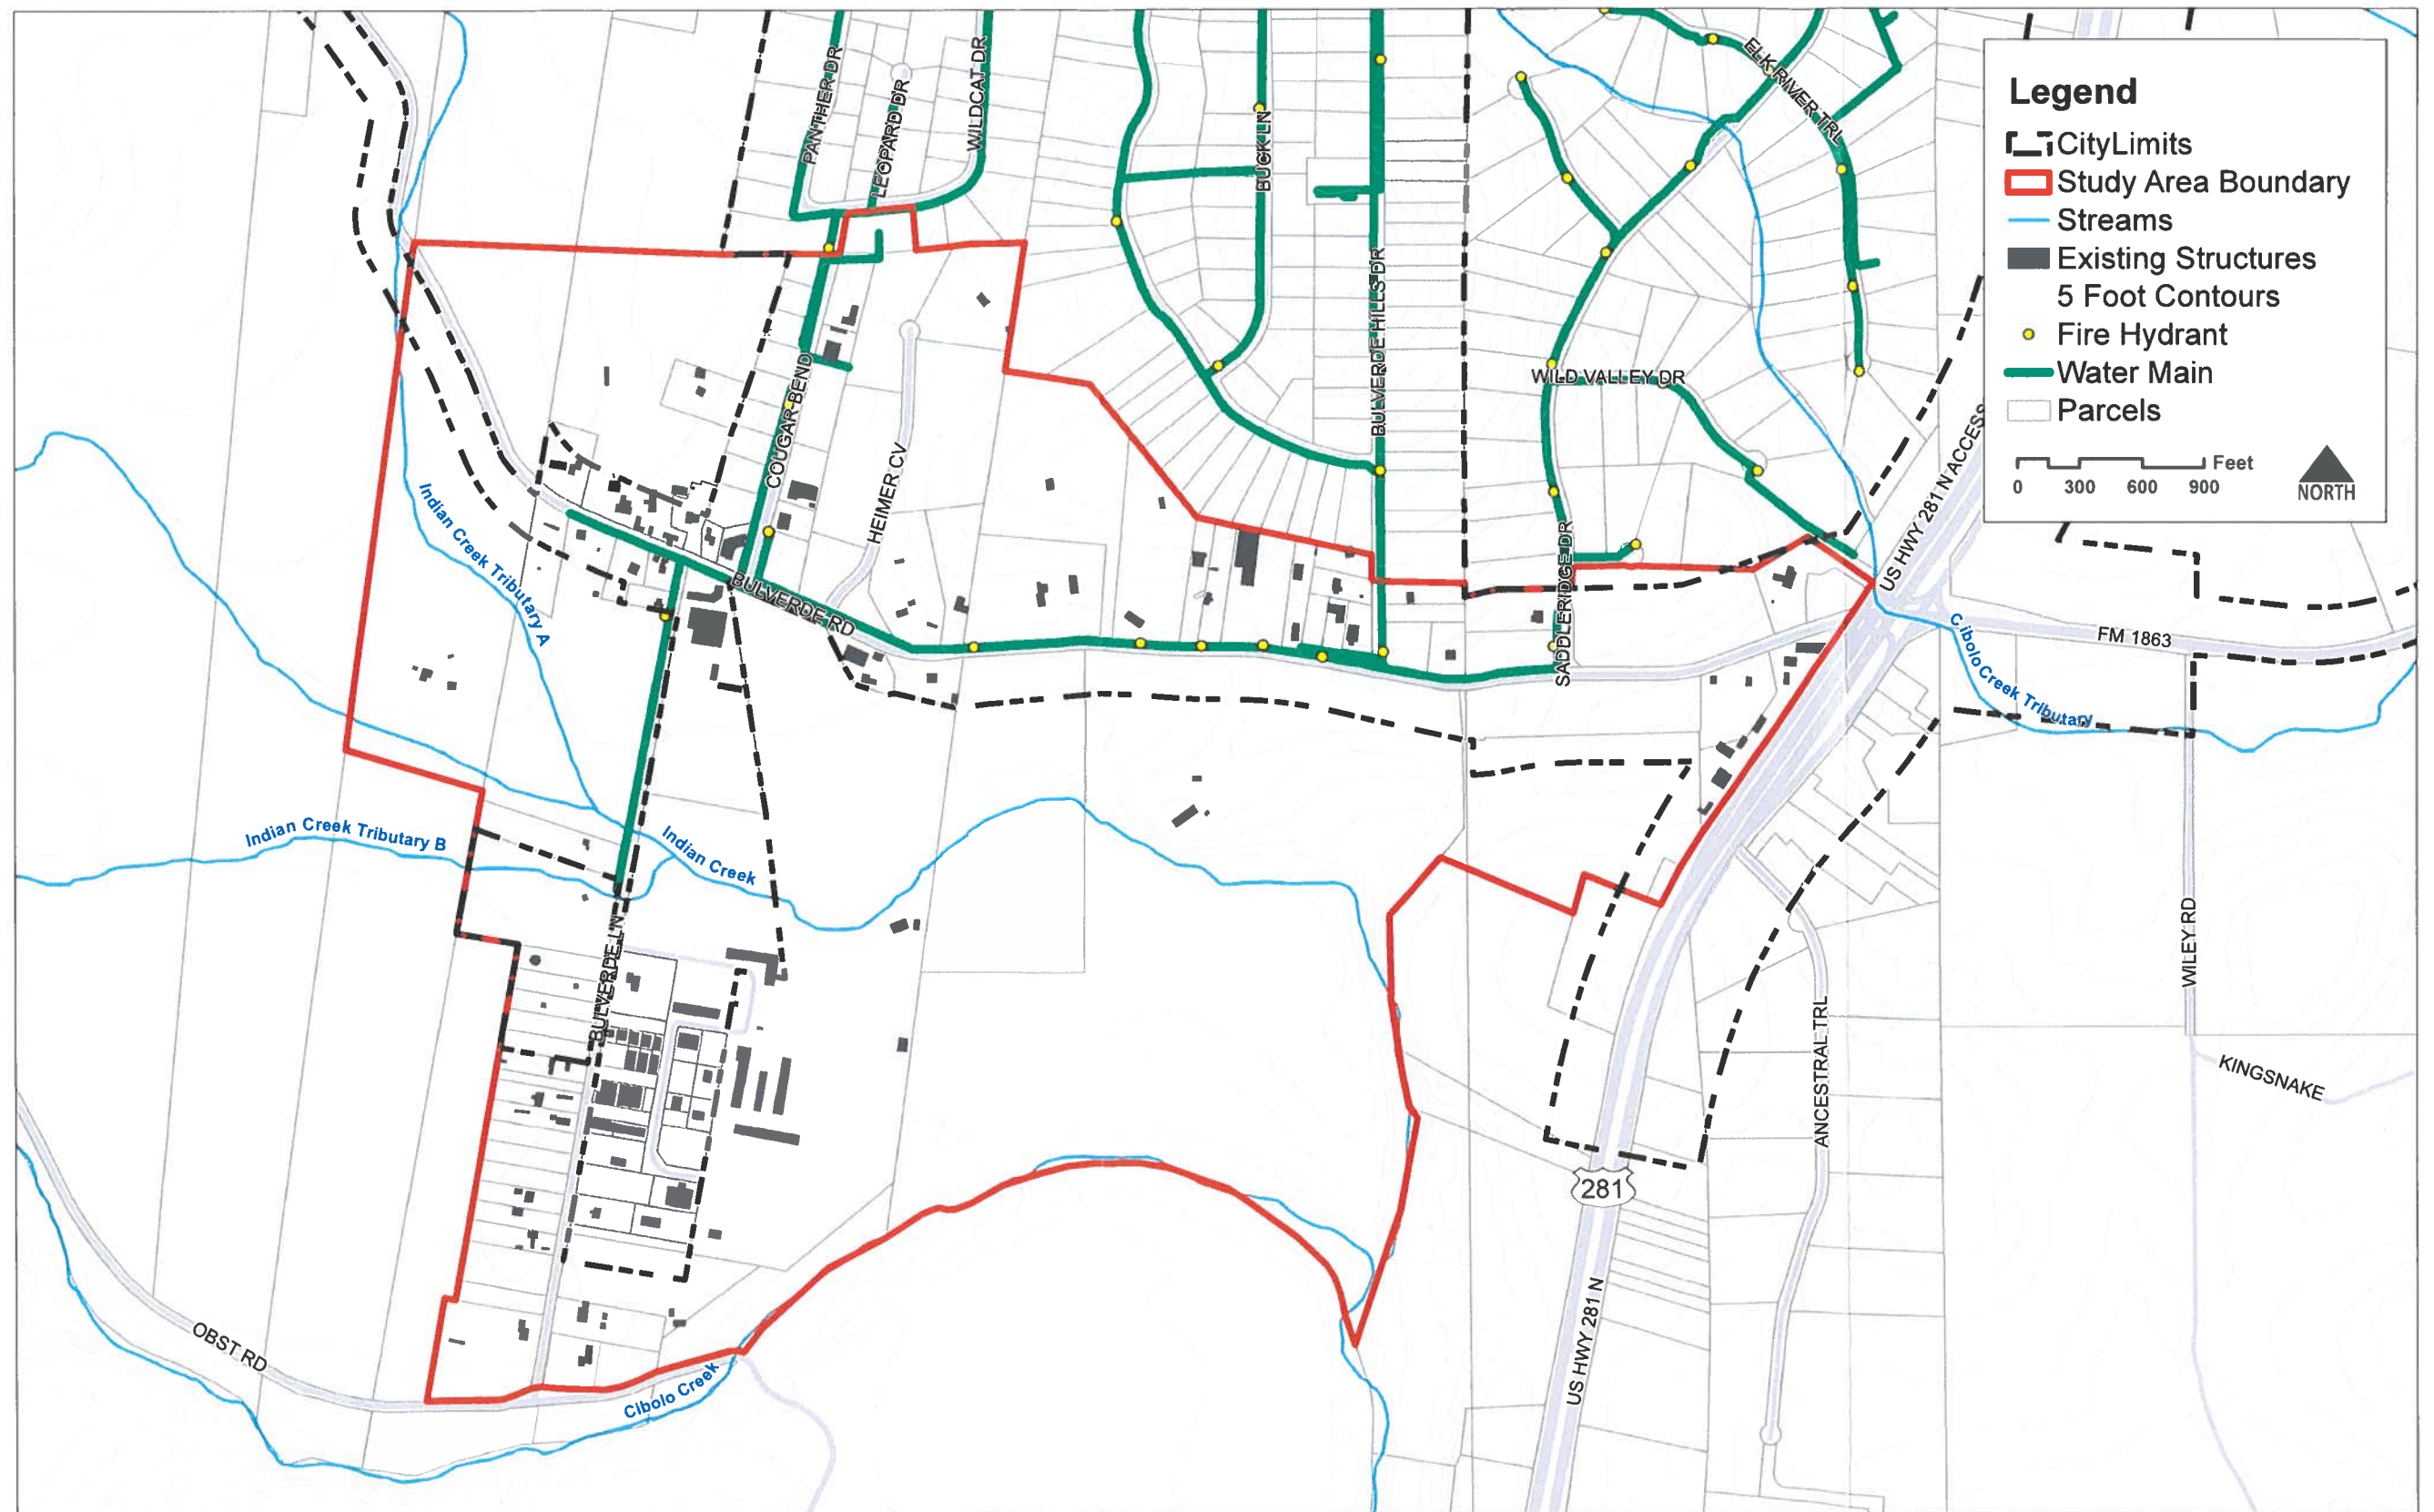 PANTHER DR
LEOPARD DR
WILDCAT DR
BUCK LN
BULVERDE HILLS DR
ELK RIVER TRL
Legend
CityLimits
Study Area Boundary
Streams
Existing Structures
5 Foot Contours
Fire Hydrant
Water Main
Parcels
Feet
0 300 600 900
NORTH
WILD VALLEY DR
COUGAR BEND
HEIMER CV
Indian Creek Tributary A
BULVERDE RD
SADDLERIDGE DR
US HWY 281 N ACCESS
FM 1863
Cibolo Creek Tributary
Indian Creek Tributary B
Indian Creek
BULVERDE LN
WILEY RD
ANCESTRAL TRL
KINGSNAKE
281
US HWY 281 N
OBST RD
Cibolo Creek